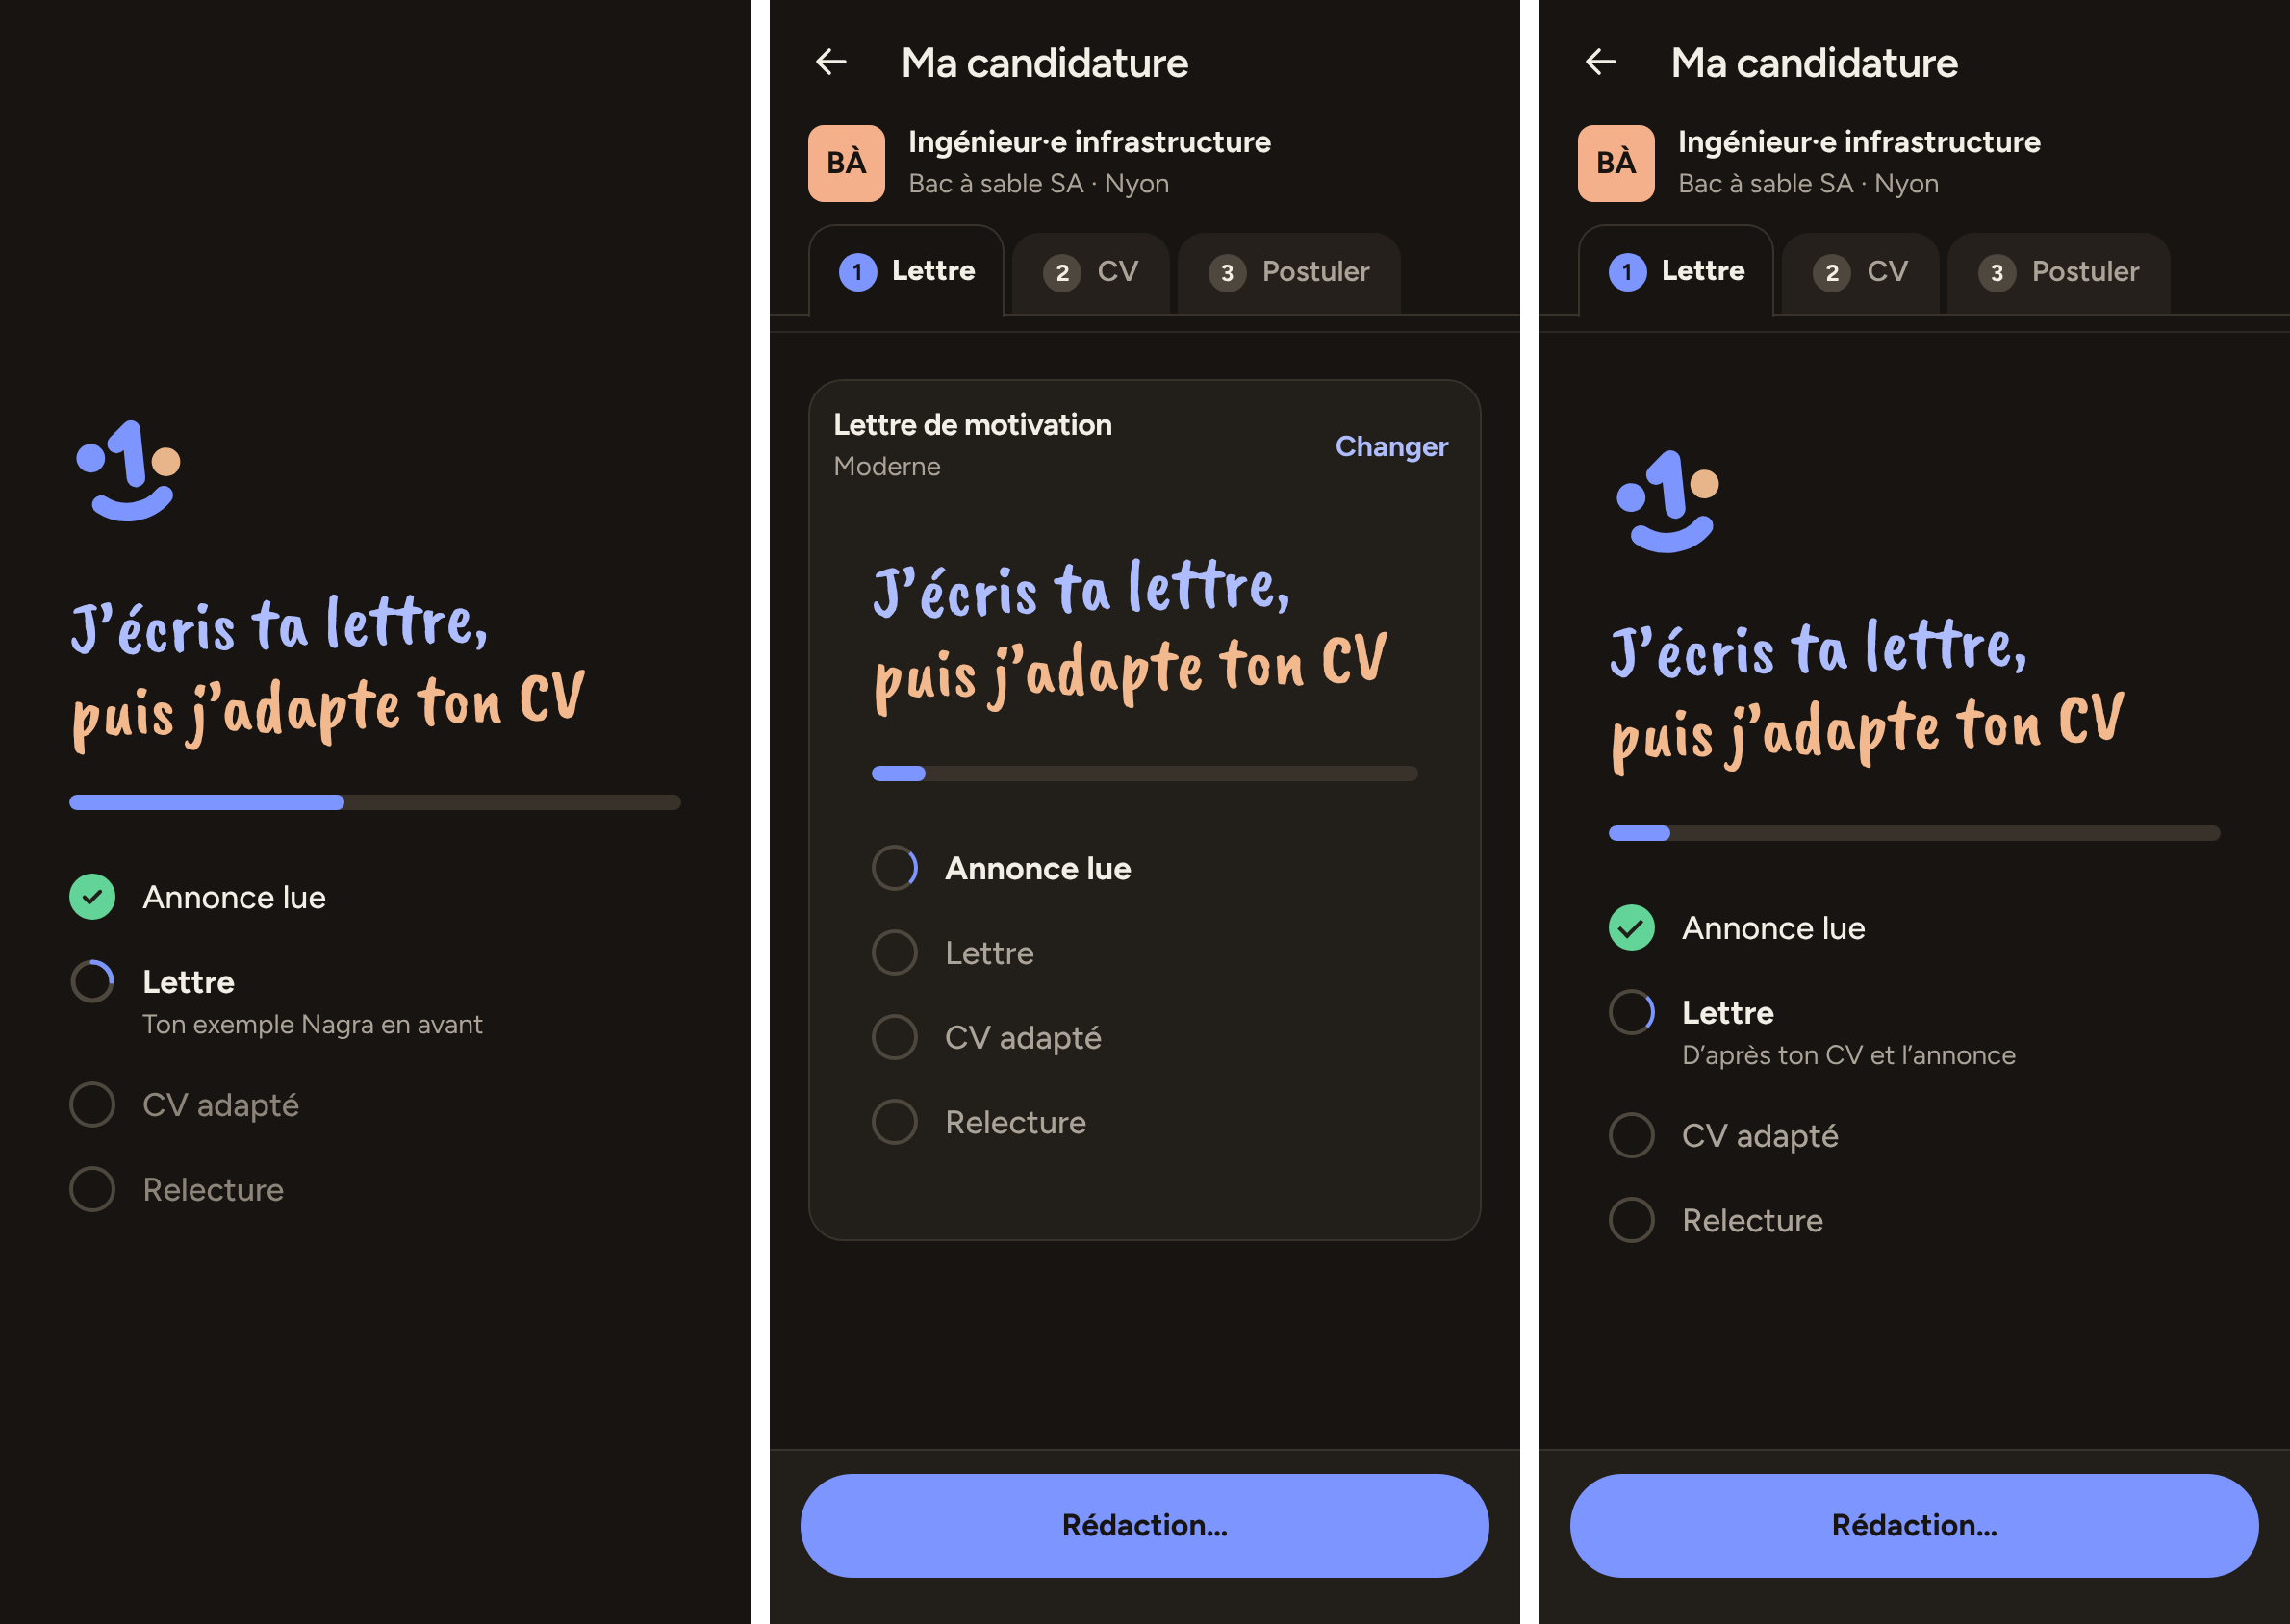 J’écris ta lettre,
puis j’adapte ton CV
Annonce lue
Lettre
Ton exemple Nagra en avant
CV adapté
Relecture
Ma candidature
BÀ
Ingénieur·e infrastructure
Bac à sable SA · Nyon
1 Lettre
2 CV
3 Postuler
Lettre de motivation
Moderne
Changer
J’écris ta lettre,
puis j’adapte ton CV
Annonce lue
Lettre
CV adapté
Relecture
Rédaction...
Ma candidature
BÀ
Ingénieur·e infrastructure
Bac à sable SA · Nyon
1 Lettre
2 CV
3 Postuler
J’écris ta lettre,
puis j’adapte ton CV
Annonce lue
Lettre
D’après ton CV et l’annonce
CV adapté
Relecture
Rédaction...